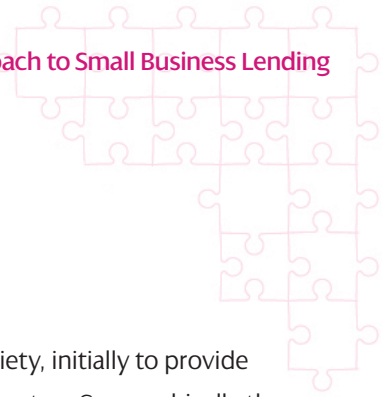 ach to Small Business Lending
iety, initially to provide